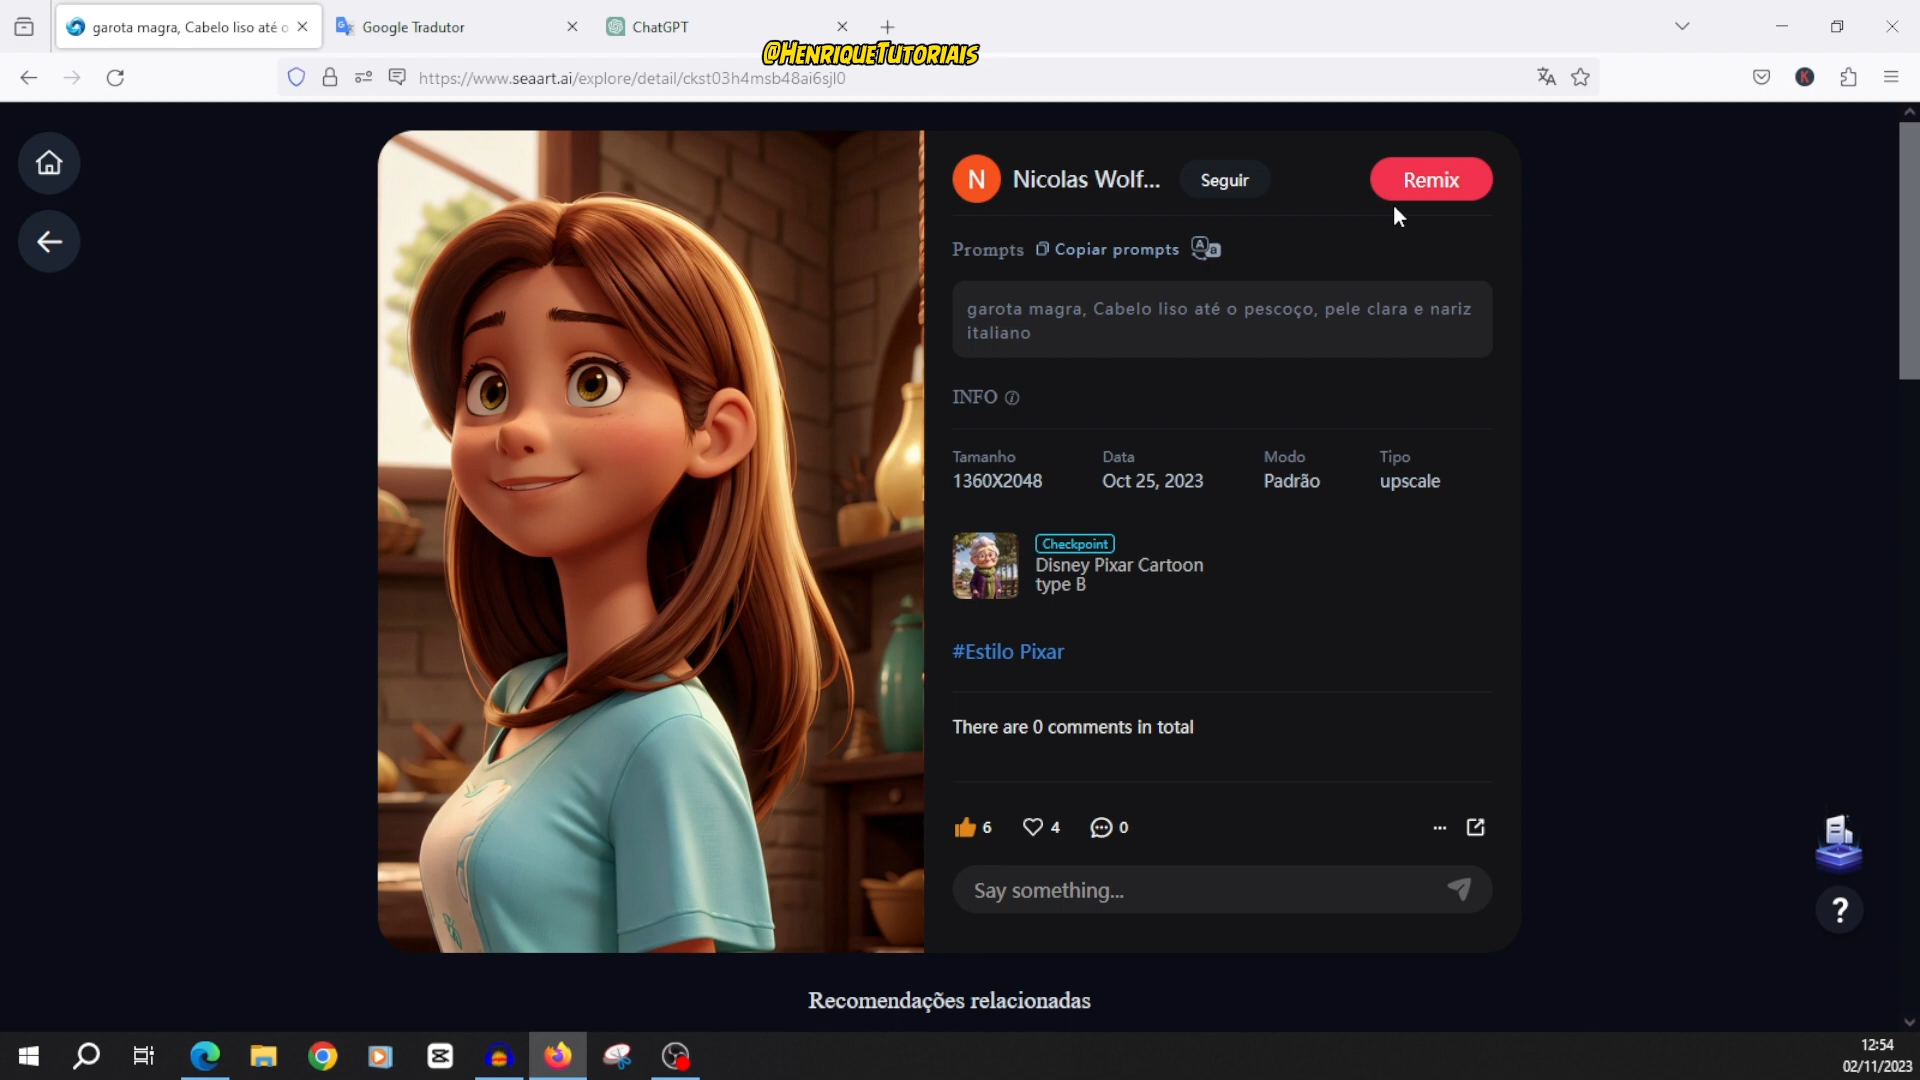 garota magra, Cabelo liso até o
Google Tradutor
ChatGPT
@HenriqueTutoriais
https://www.seaart.ai/explore/detail/ckst03h4msb48ai6sjl0
N
Nicolas Wolf...
Seguir
Remix
Prompts
Copiar prompts
garota magra, Cabelo liso até o pescoço, pele clara e nariz
italiano
INFO
Tamanho
Data
Modo
Tipo
1360X2048
Oct 25, 2023
Padrão
upscale
Checkpoint
Disney Pixar Cartoon
type B
#Estilo Pixar
There are 0 comments in total
6
4
0
Say something...
?
Recomendações relacionadas
12:54
02/11/2023